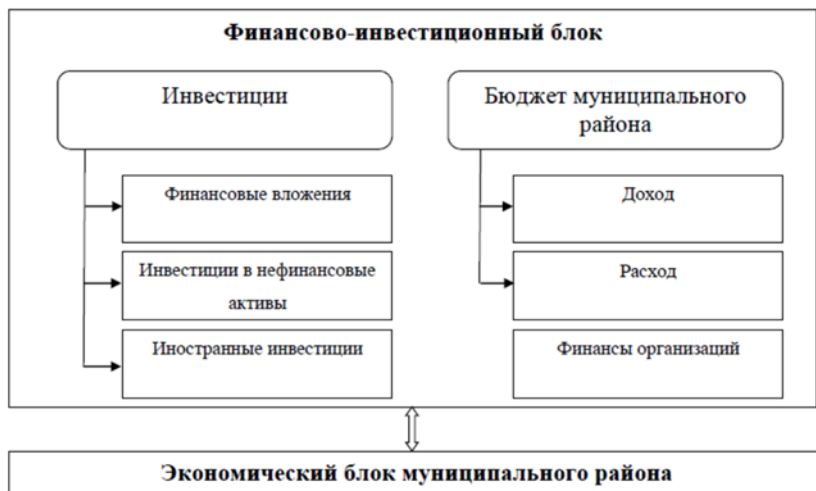 Финансово-инвестиционный блок
Инвестиции
Финансовые вложения
Инвестиции в нефинансовые
активы
Иностранные инвестиции
Бюджет муниципального
района
Доход
Расход
Финансы организаций
Экономический блок муниципального района